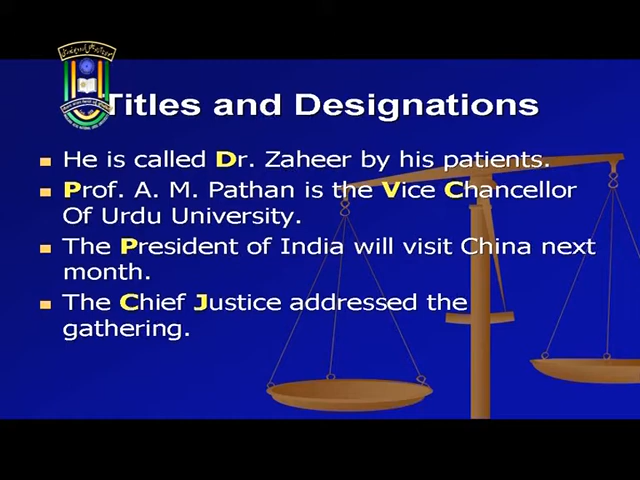 Titles and Designations
He is called Dr. Zaheer by his patients.
Prof. A. M. Pathan is the Vice Chancellor
Of Urdu University.
The President of India will visit China next
month.
The Chief Justice addressed the
gathering.